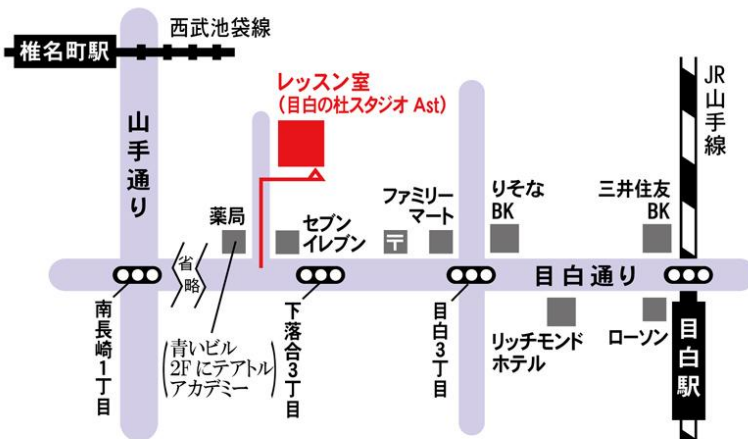 西武池袋線
椎名町駅
山手通り
レッスン室
(目白の杜スタジオ Ast)
JR山手線
薬局
セブン
イレブン
〒
ファミリー
マート
りそな
BK
三井住友
BK
省略
目白通り
南長崎1丁目
(青いビル
2Fにテアトル
アカデミー)
下落合3丁目
目白3丁目
リッチモンド
ホテル
ローソン
目白駅